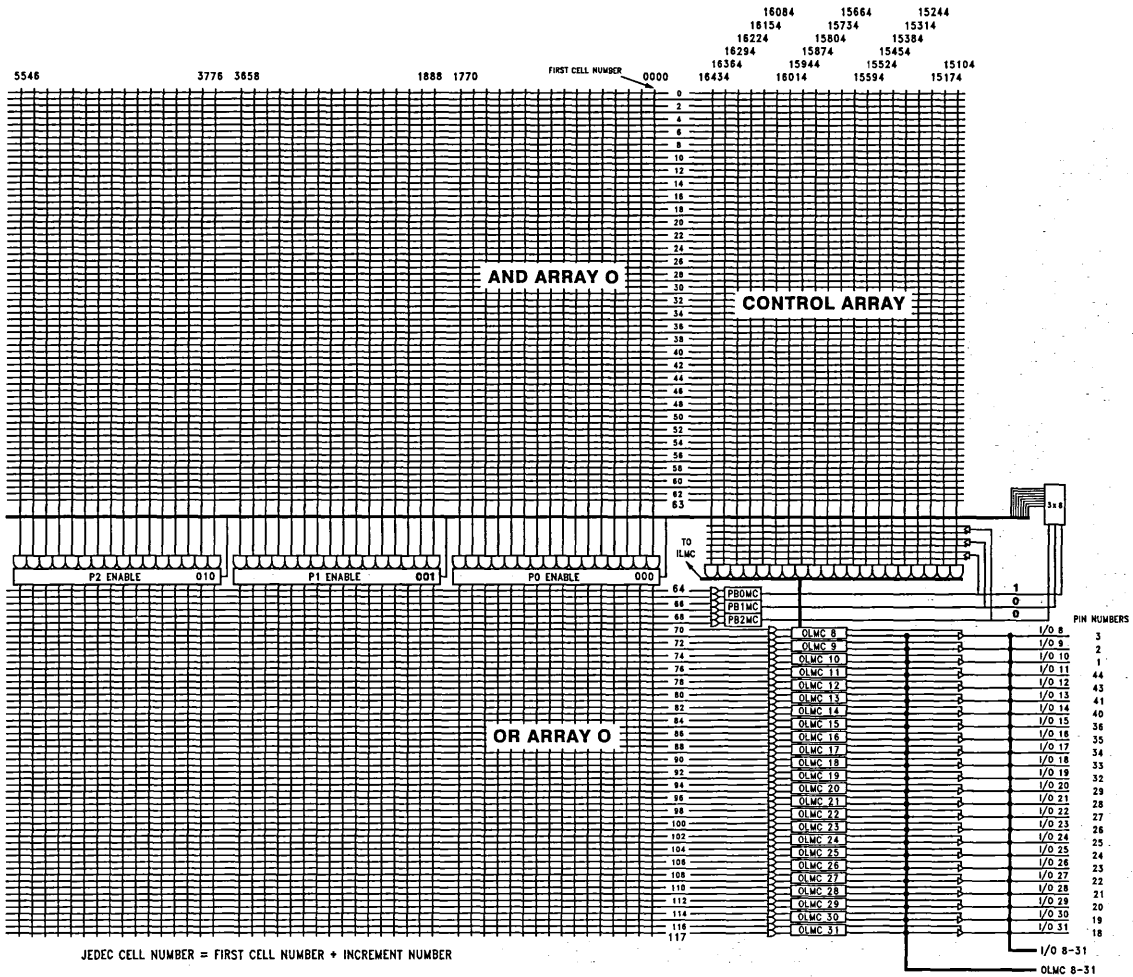 16084 15664 15244
16154 15734 15314
16224 15804 15384
16294 15874 15454
16364 15944 15524 15104
16434 16014 15594 15174
5546 3776 3658 1888 1770 FIRST CELL NUMBER 0000
0
2
4
6
8
10
12
14
16
18
20
22
24
26
28
30
32
34
36
38
40
42
44
46
48
50
52
54
56
58
60
62
63
AND ARRAY O
CONTROL ARRAY
3x8
TO
ILMC
P2 ENABLE 010
P1 ENABLE 001
P0 ENABLE 000
64 PB0MC 1
66 PB1MC 0
68 PB2MC 0
PIN NUMBERS
70 OLMC 8 I/O 8 3
72 OLMC 9 I/O 9 2
74 OLMC 10 I/O 10 1
76 OLMC 11 I/O 11 44
78 OLMC 12 I/O 12 43
80 OLMC 13 I/O 13 41
82 OLMC 14 I/O 14 40
84 OLMC 15 I/O 15 36
86 OLMC 16 I/O 16 35
88 OLMC 17 I/O 17 34
90 OLMC 18 I/O 18 33
92 OLMC 19 I/O 19 32
94 OLMC 20 I/O 20 29
96 OLMC 21 I/O 21 28
98 OLMC 22 I/O 22 27
100 OLMC 23 I/O 23 26
102 OLMC 24 I/O 24 25
104 OLMC 25 I/O 25 24
106 OLMC 26 I/O 26 23
108 OLMC 27 I/O 27 22
110 OLMC 28 I/O 28 21
112 OLMC 29 I/O 29 20
114 OLMC 30 I/O 30 19
116 OLMC 31 I/O 31 18
117
OR ARRAY O
I/O 8-31
OLMC 8-31
JEDEC CELL NUMBER = FIRST CELL NUMBER + INCREMENT NUMBER